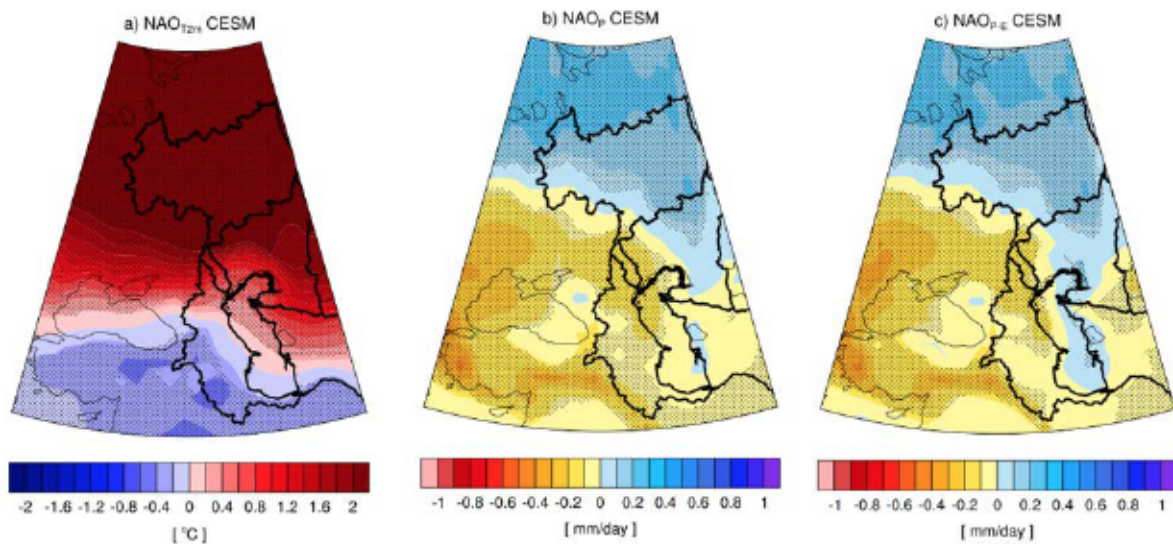 a) NAO_T2m CESM
b) NAO_P CESM
c) NAO_P-E CESM
-2 -1.6 -1.2 -0.8 -0.4 0 0.4 0.8 1.2 1.6 2
[ °C ]
-1 -0.8 -0.6 -0.4 -0.2 0 0.2 0.4 0.6 0.8 1
[ mm/day ]
-1 -0.8 -0.6 -0.4 -0.2 0 0.2 0.4 0.6 0.8 1
[ mm/day ]